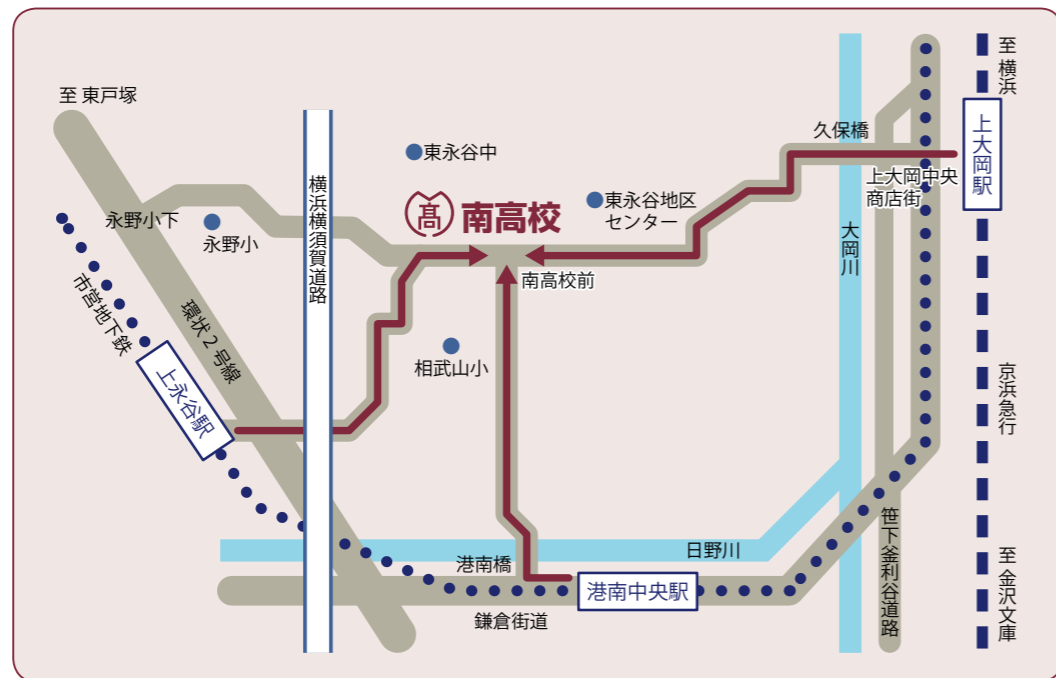 至 東戸塚
横浜横須賀道路
東永谷中
久保橋
至 横浜
上大岡駅
上大岡中央
商店街
東永谷地区
センター
髙
南高校
永野小下
永野小
大岡川
南高校前
市営地下鉄
環状2号線
相武山小
上永谷駅
京浜急行
笹下釜利谷道路
日野川
港南橋
港南中央駅
鎌倉街道
至 金沢文庫